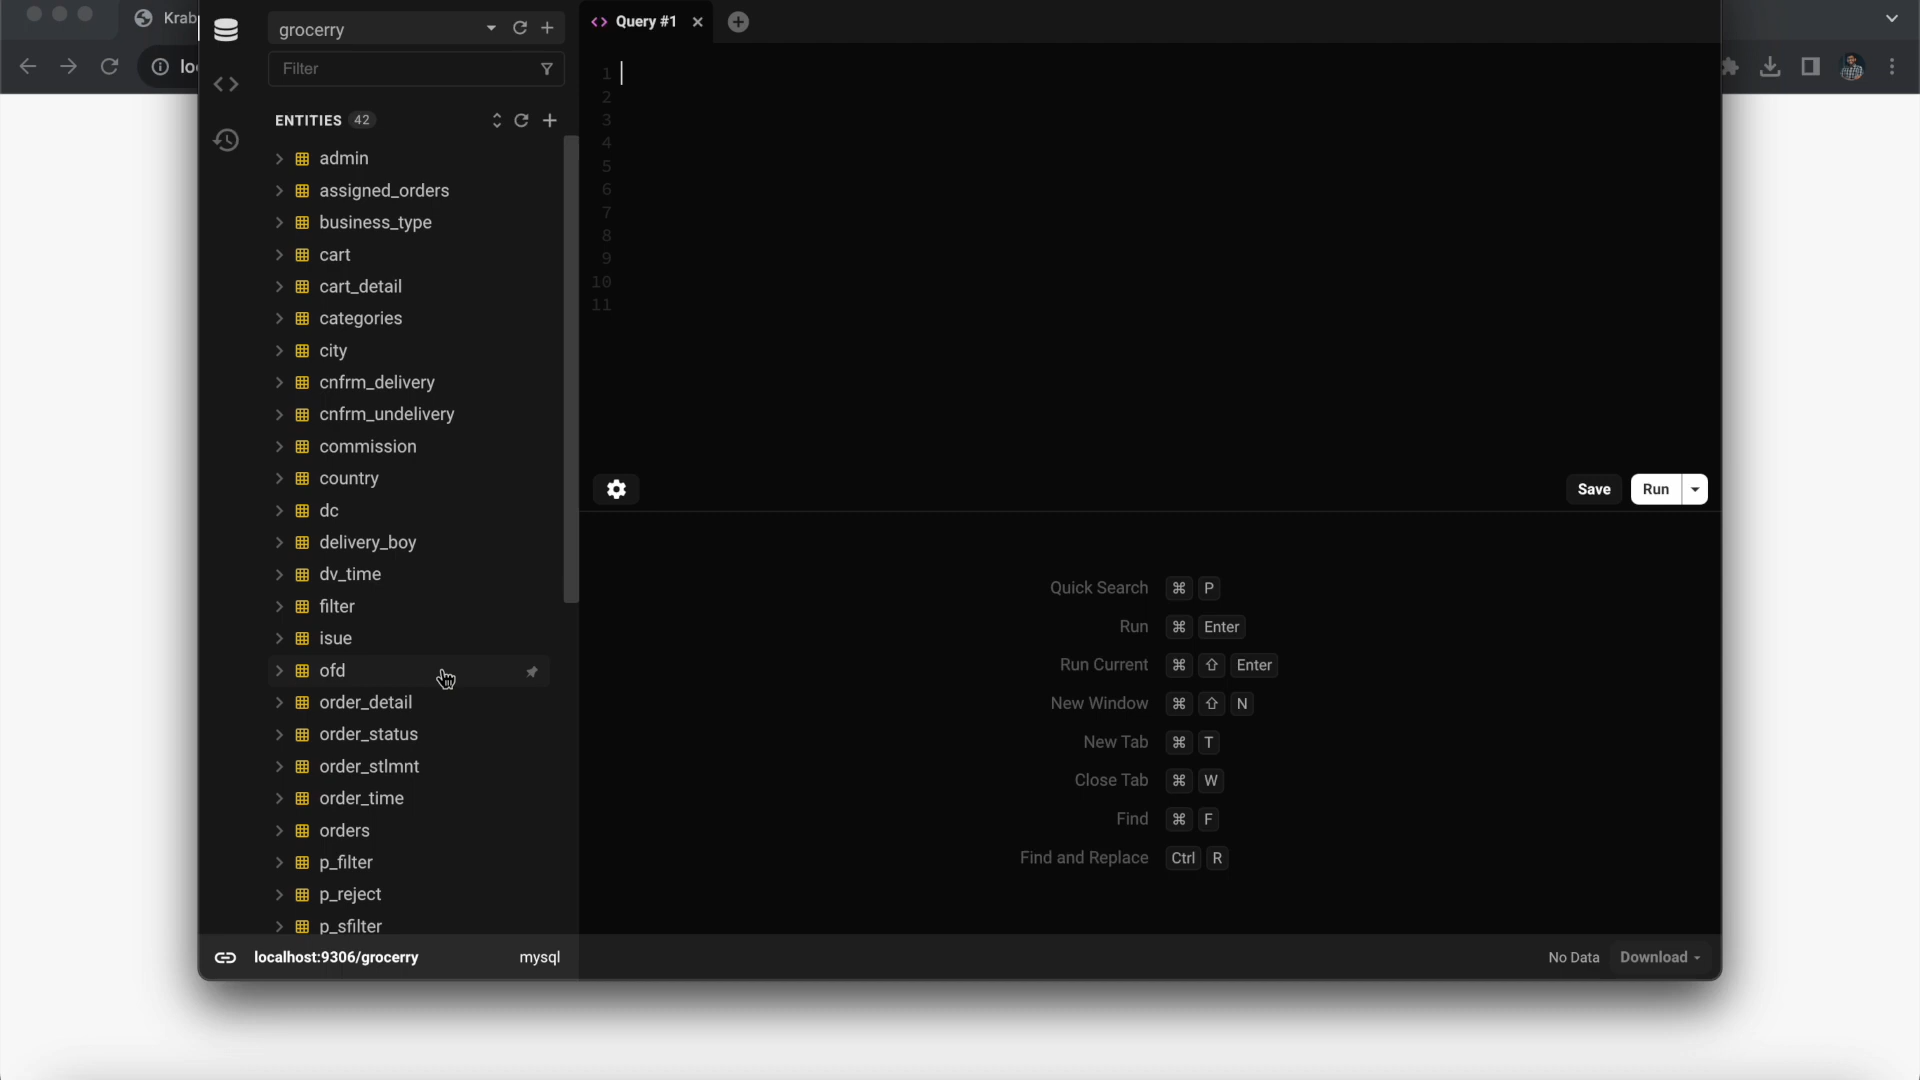 Krab
lo
grocerry
Filter
ENTITIES 42
admin
assigned_orders
business_type
cart
cart_detail
categories
city
cnfrm_delivery
cnfrm_undelivery
commission
country
dc
delivery_boy
dv_time
filter
isue
ofd
order_detail
order_status
order_stlmnt
order_time
orders
p_filter
p_reject
p_sfilter
localhost:9306/grocerry mysql
Query #1
1
2
3
4
5
6
7
8
9
10
11
Save Run
Quick Search ⌘ P
Run ⌘ Enter
Run Current ⌘ ⇧ Enter
New Window ⌘ ⇧ N
New Tab ⌘ T
Close Tab ⌘ W
Find ⌘ F
Find and Replace Ctrl R
No Data Download